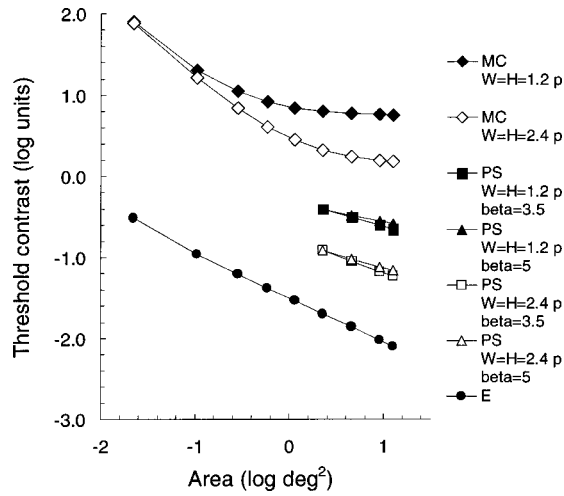 2.0
1.0
0.0
-1.0
-2.0
-3.0
Threshold contrast (log units)
-2
-1
0
1
2
Area (log deg²)
MC
W=H=1.2 p
MC
W=H=2.4 p
PS
W=H=1.2 p
beta=3.5
PS
W=H=1.2 p
beta=5
PS
W=H=2.4 p
beta=3.5
PS
W=H=2.4 p
beta=5
E